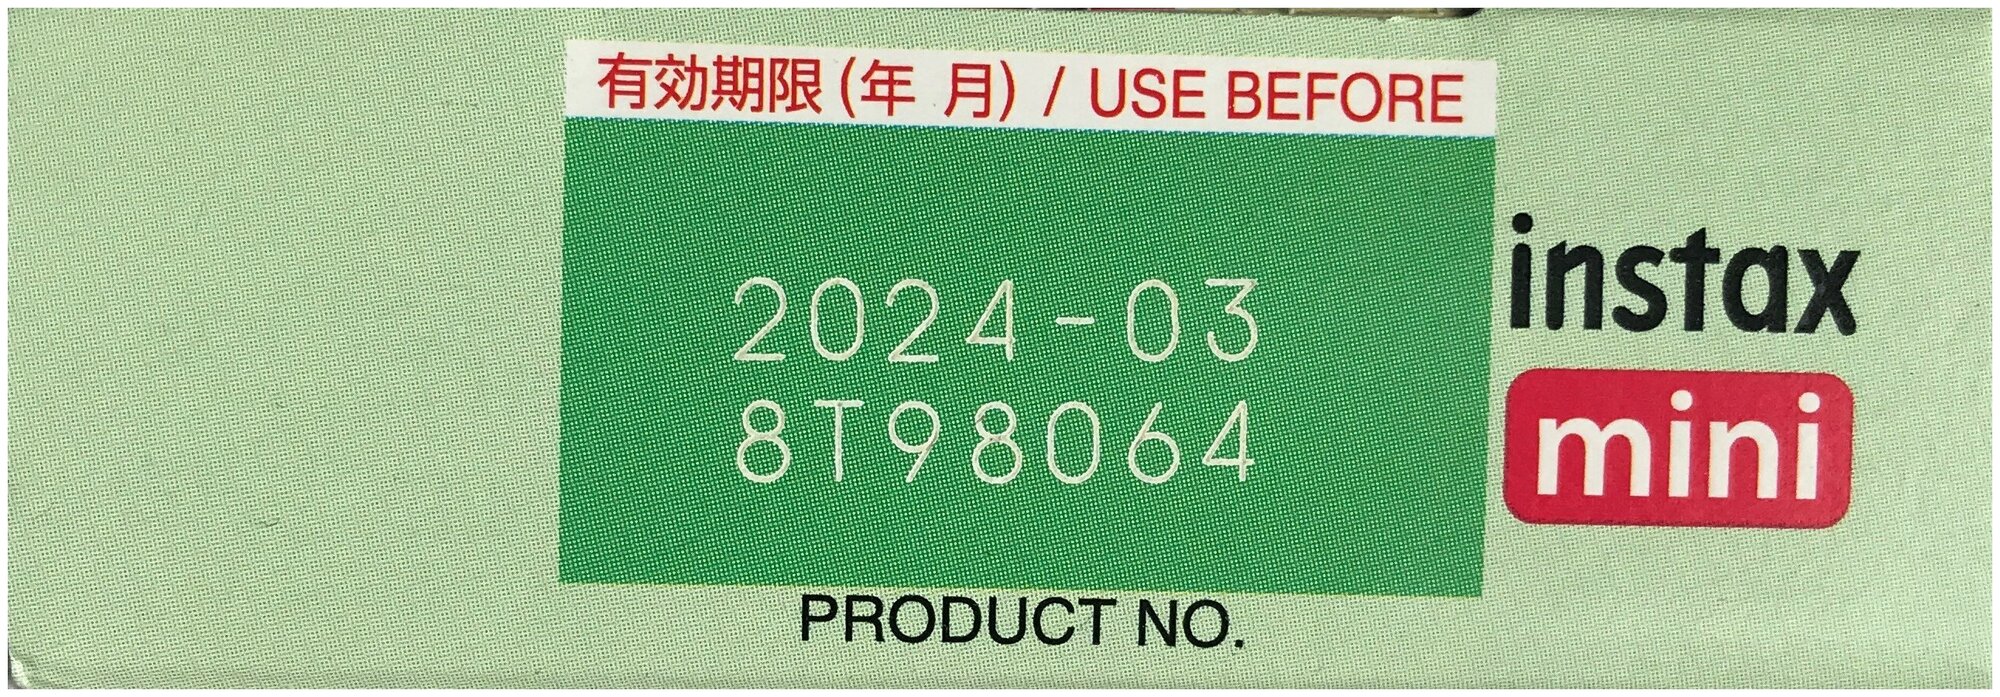 有効期限(年 月) / USE BEFORE
2024-03
8T98064
PRODUCT NO.
instax
mini